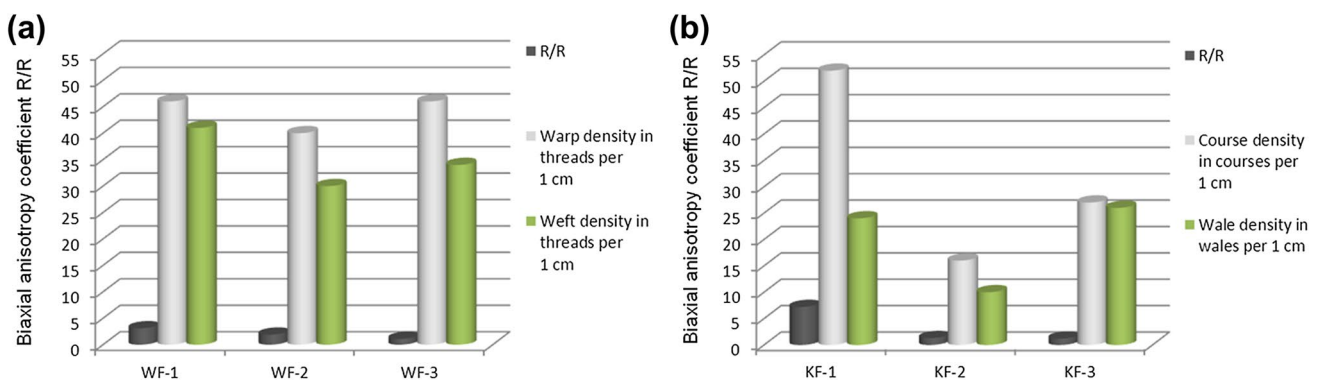 (a)
Biaxial anisotropy coefficient R/R
55
50
45
40
35
30
25
20
15
10
5
0
WF-1
WF-2
WF-3
R/R
Warp density in
threads per
1 cm
Weft density in
threads per
1 cm
(b)
Biaxial anisotropy coefficient R/R
55
50
45
40
35
30
25
20
15
10
5
0
KF-1
KF-2
KF-3
R/R
Course density
in courses per
1 cm
Wale density in
wales per 1 cm